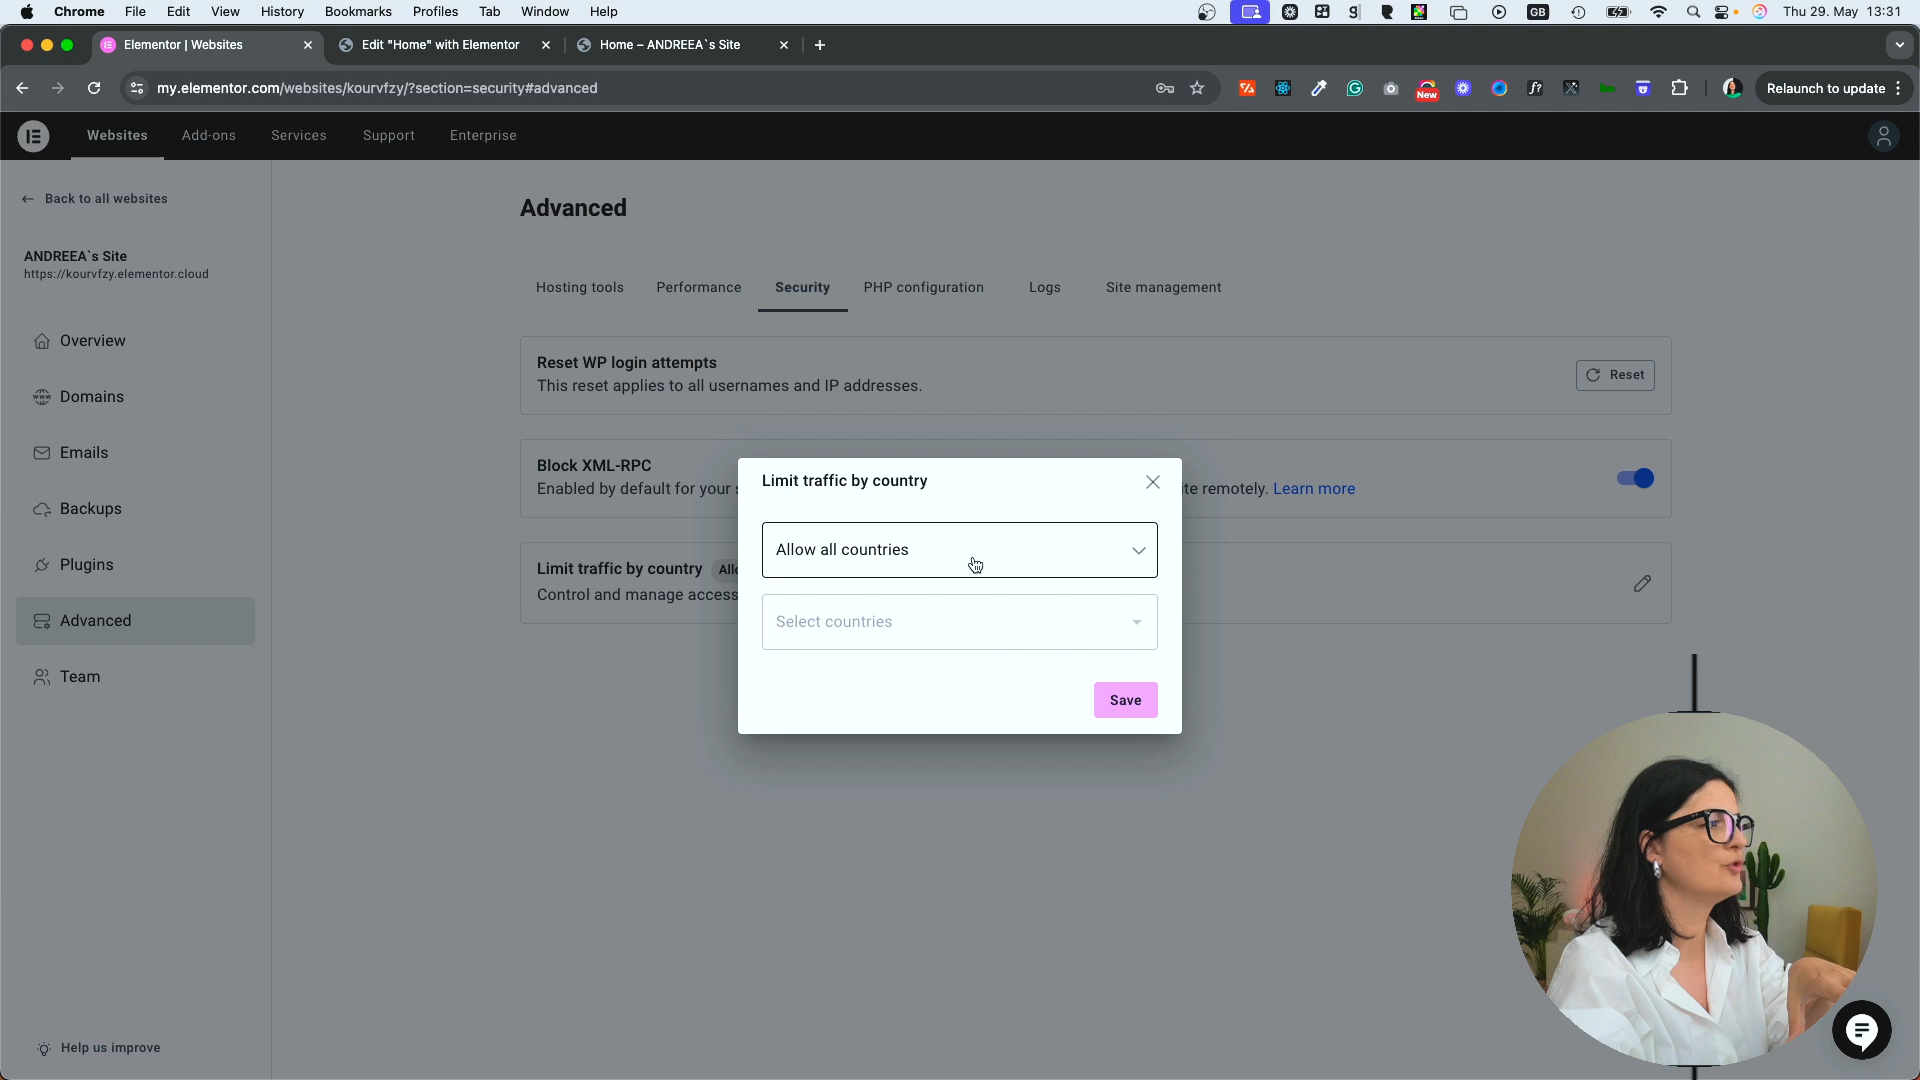 Chrome File Edit View History Bookmarks Profiles Tab Window Help
GB
Thu 29. May 13:31
Elementor | Websites
Edit "Home" with Elementor
Home – ANDREEA`s Site
my.elementor.com/websites/kourvfzy/?section=security#advanced
New
Relaunch to update
Websites Add-ons Services Support Enterprise
Back to all websites
ANDREEA`s Site
https://kourvfzy.elementor.cloud
Overview
Domains
Emails
Backups
Plugins
Advanced
Team
Help us improve
Advanced
Hosting tools Performance Security PHP configuration Logs Site management
Reset WP login attempts
This reset applies to all usernames and IP addresses.
Reset
Block XML-RPC
Enabled by default for your s
ite remotely. Learn more
Limit traffic by country Allo
Control and manage access
Limit traffic by country
Allow all countries
Select countries
Save